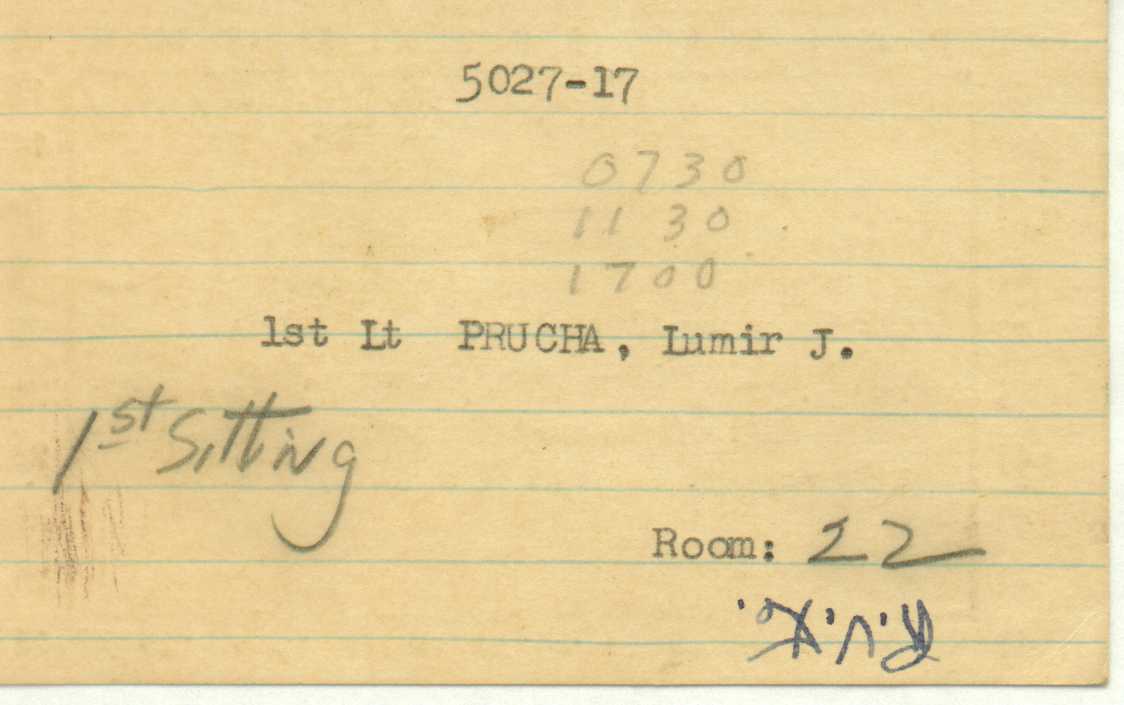 5027-17
0730
1130
1700
1st Lt PRUCHA, Lumir J.
1st Sitting
Room: 22